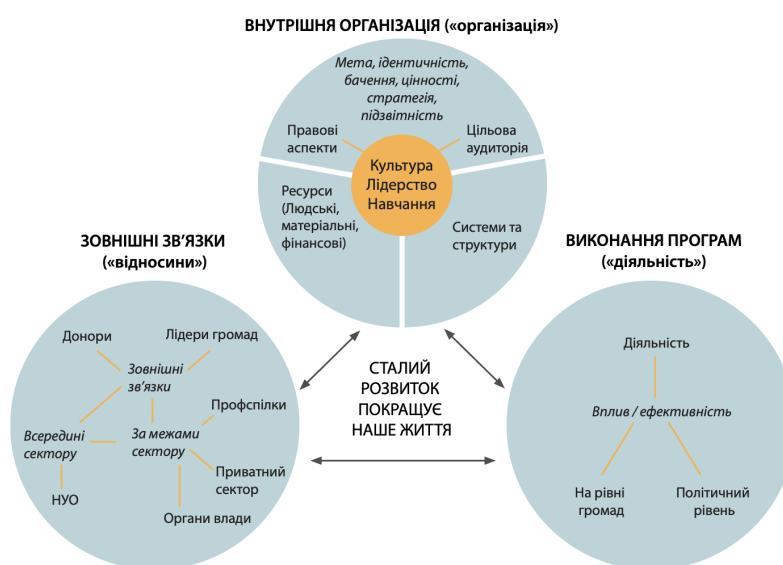 ВНУТРІШНЯ ОРГАНІЗАЦІЯ («організація»)
Мета, ідентичність,
бачення, цінності,
стратегія,
підзвітність
Правові
аспекти
Цільова
аудиторія
Культура
Лідерство
Навчання
Ресурси
(Людські,
матеріальні,
фінансові)
Системи та
структури
ЗОВНІШНІ ЗВ’ЯЗКИ
(«відносини»)
Донори
Лідери громад
Зовнішні
зв’язки
Профспілки
Всередині
сектору
За межами
сектору
НУО
Приватний
сектор
Органи влади
СТАЛИЙ
РОЗВИТОК
ПОКРАЩУЄ
НАШЕ ЖИТТЯ
ВИКОНАННЯ ПРОГРАМ
(«діяльність»)
Діяльність
Вплив / ефективність
На рівні
громад
Політичний
рівень